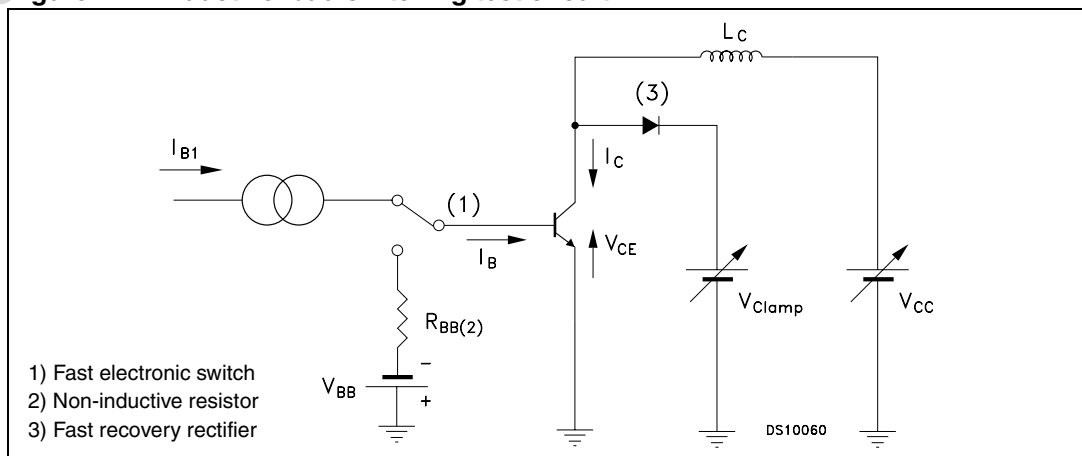 L_C
(3)
I_B1
I_C
(1)
I_B
V_CE
R_BB(2)
V_Clamp
V_CC
V_BB
−
+
1) Fast electronic switch
2) Non-inductive resistor
3) Fast recovery rectifier
DS10060